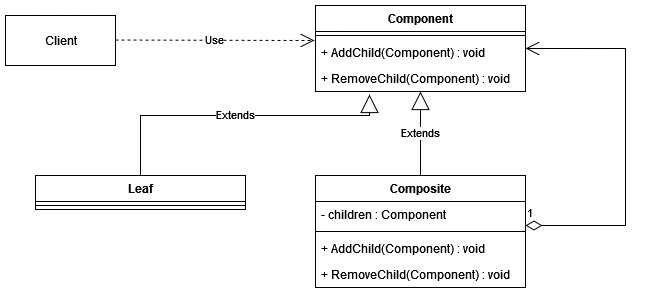 Component
Client
Use
+ AddChild(Component) : void
+ RemoveChild(Component) : void
Extends
Extends
Leaf
Composite
- children : Component
1
+ AddChild(Component) : void
+ RemoveChild(Component) : void